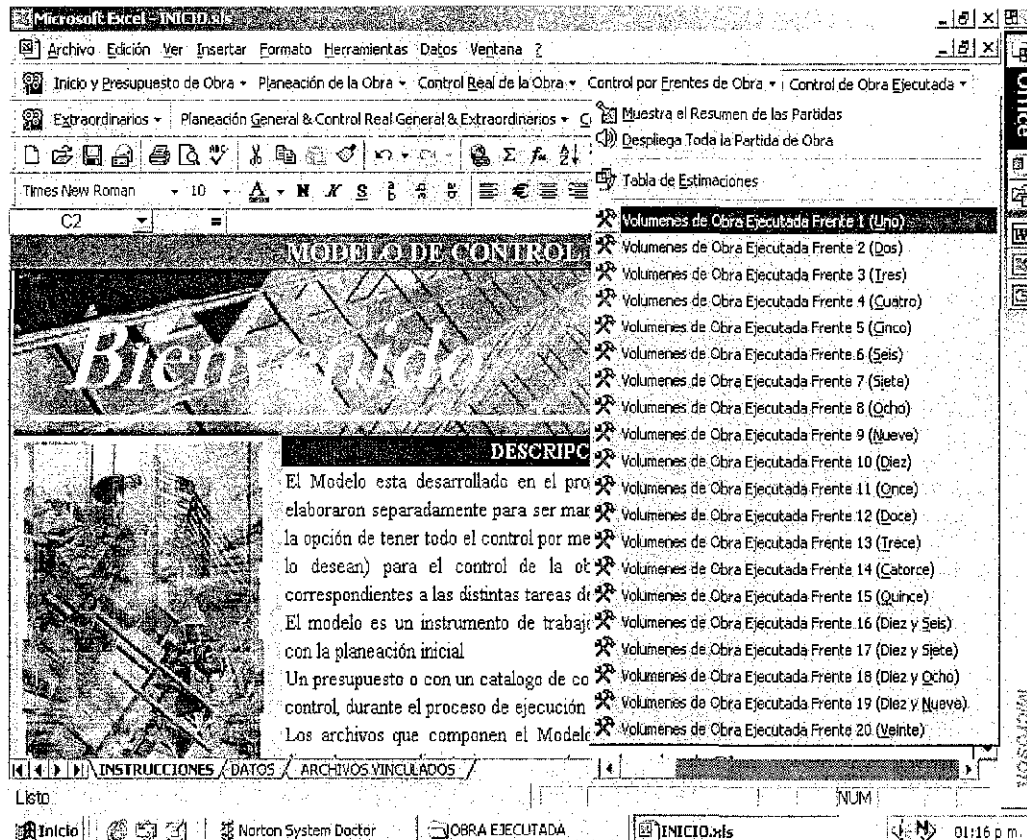 Microsoft Excel - INICIO.xls
Archivo Edición Ver Insertar Formato Herramientas Datos Ventana ?
Inicio y Presupuesto de Obra Planeación de la Obra Control Real de la Obra Control por Frentes de Obra Control de Obra Ejecutada
Extraordinarios Planeación General & Control Real General & Extraordinarios
Muestra el Resumen de las Partidas
Despliega Toda la Partida de Obra
Tabla de Estimaciones
Times New Roman 10 N K S
C2 =
Volumenes de Obra Ejecutada Frente 1 (Uno)
Volumenes de Obra Ejecutada Frente 2 (Dos)
Volumenes de Obra Ejecutada Frente 3 (Tres)
Volumenes de Obra Ejecutada Frente 4 (Cuatro)
Volumenes de Obra Ejecutada Frente 5 (Cinco)
Volumenes de Obra Ejecutada Frente 6 (Seis)
Volumenes de Obra Ejecutada Frente 7 (Siete)
Volumenes de Obra Ejecutada Frente 8 (Ocho)
Volumenes de Obra Ejecutada Frente 9 (Nueve)
Volumenes de Obra Ejecutada Frente 10 (Diez)
Volumenes de Obra Ejecutada Frente 11 (Once)
Volumenes de Obra Ejecutada Frente 12 (Doce)
Volumenes de Obra Ejecutada Frente 13 (Trece)
Volumenes de Obra Ejecutada Frente 14 (Catorce)
Volumenes de Obra Ejecutada Frente 15 (Quince)
Volumenes de Obra Ejecutada Frente 16 (Diez y Seis)
Volumenes de Obra Ejecutada Frente 17 (Diez y Siete)
Volumenes de Obra Ejecutada Frente 18 (Diez y Ocho)
Volumenes de Obra Ejecutada Frente 19 (Diez y Nueve)
Volumenes de Obra Ejecutada Frente 20 (Veinte)
MODELO DE CONTROL
Bienvenida
DESCRIPC
El Modelo esta desarrollado en el pro
elaboraron separadamente para ser mar
la opción de tener todo el control por me
lo desean) para el control de la ob
correspondientes a las distintas tareas de
El modelo es un instrumento de trabajo
con la planeación inicial
Un presupuesto o con un catalogo de co
control, durante el proceso de ejecución
Los archivos que componen el Modelo
INSTRUCCIONES DATOS ARCHIVOS VINCULADOS
Listo NUM
Inicio Norton System Doctor OBRA EJECUTADA INICIO.xls 01:16 p.m.
Office